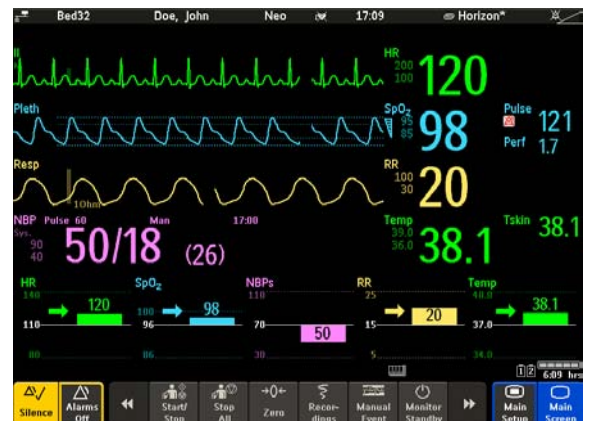 Bed32 Doe, John Neo 17:09 Horizon*
II HR 200 100 120
Pleth SpO2 95 85 98 Pulse 121
Perf 1.7
Resp 1Ohm RR 100 30 20
NBP Pulse 60 Man 17:00 Temp 39.0 36.0 38.1 Tskin 38.1
Sys. 90 40 50/18 (26)
HR SpO2 NBPs RR Temp
140 110 25 40.0
120 100 98 20 38.1
110 96 70 50 15 37.0
80 86 30 5 34.0
1 2 6:09 hrs
Silence Alarms Off Start/ Stop Stop All →0← Zero Recor- dings Manual Event Monitor Standby Main Setup Main Screen